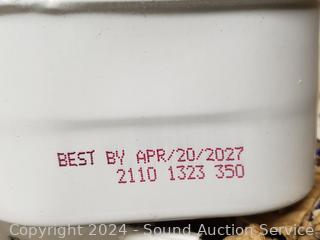 BEST BY APR/20/2027
2110 1323 350
Copyright 2024 - Sound Auction Service